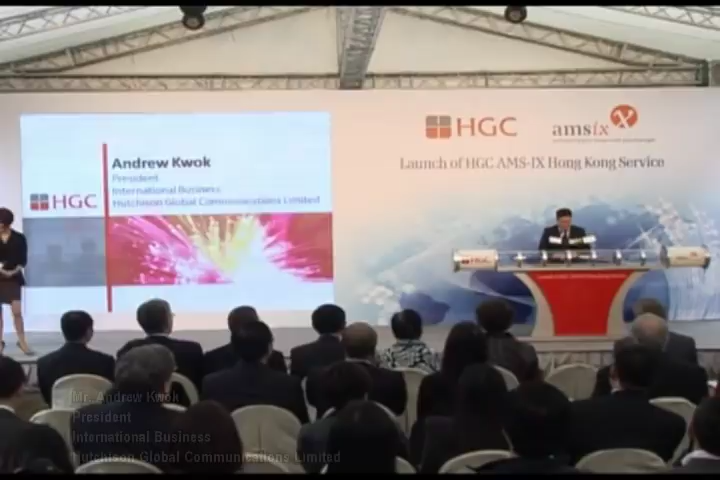 HGC
amsix
Launch of HGC AMS-IX Hong Kong Service
Andrew Kwok
President
International Business
Hutchison Global Communications Limited
HGC
HGC
Mr. Andrew Kwok
President
International Business
Hutchison Global Communications Limited